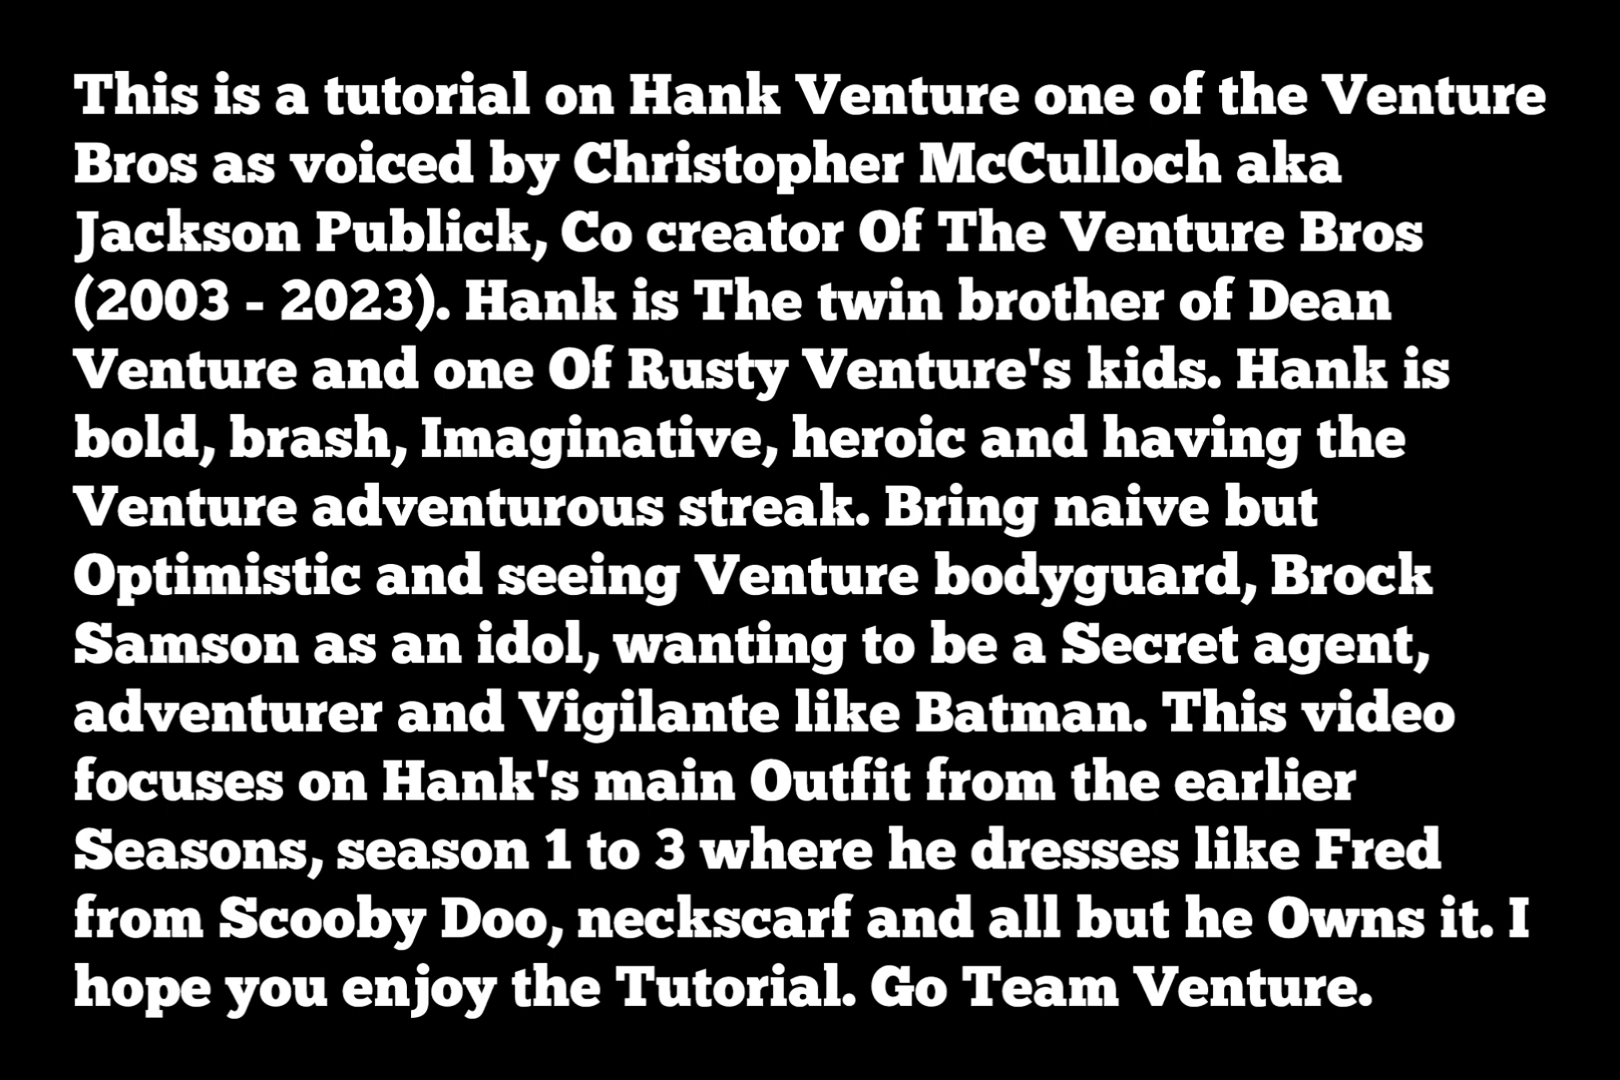 This is a tutorial on Hank Venture one of the Venture
Bros as voiced by Christopher McCulloch aka
Jackson Publick, Co creator Of The Venture Bros
(2003 - 2023). Hank is The twin brother of Dean
Venture and one Of Rusty Venture's kids. Hank is
bold, brash, Imaginative, heroic and having the
Venture adventurous streak. Bring naive but
Optimistic and seeing Venture bodyguard, Brock
Samson as an idol, wanting to be a Secret agent,
adventurer and Vigilante like Batman. This video
focuses on Hank's main Outfit from the earlier
Seasons, season 1 to 3 where he dresses like Fred
from Scooby Doo, neckscarf and all but he Owns it. I
hope you enjoy the Tutorial. Go Team Venture.